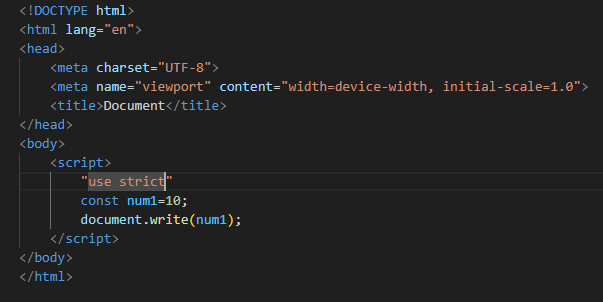 <!DOCTYPE html>
<html lang="en">
<head>
    <meta charset="UTF-8">
    <meta name="viewport" content="width=device-width, initial-scale=1.0">
    <title>Document</title>
</head>
<body>
    <script>
        "use strict"
        const num1=10;
        document.write(num1);
    </script>
</body>
</html>